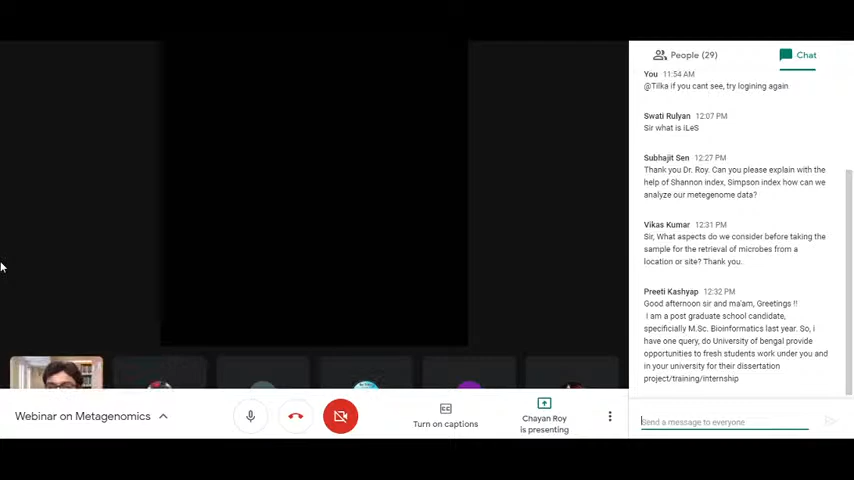 People (29)
Chat
You 11:54 AM
@Tilka if you cant see, try logining again
Swati Rulyan 12:07 PM
Sir what is iLeS
Subhajit Sen 12:27 PM
Thank you Dr. Roy. Can you please explain with the
help of Shannon index, Simpson index how can we
analyze our metegenome data?
Vikas Kumar 12:31 PM
Sir, What aspects do we consider before taking the
sample for the retrieval of microbes from a
location or site? Thank you.
Preeti Kashyap 12:32 PM
Good afternoon sir and ma'am, Greetings !!
I am a post graduate school candidate,
specificially M.Sc. Bioinformatics last year. So, i
have one query, do University of bengal provide
opportunities to fresh students work under you and
in your university for their dissertation
project/training/internship
Send a message to everyone
Webinar on Metagenomics
Turn on captions
Chayan Roy
is presenting